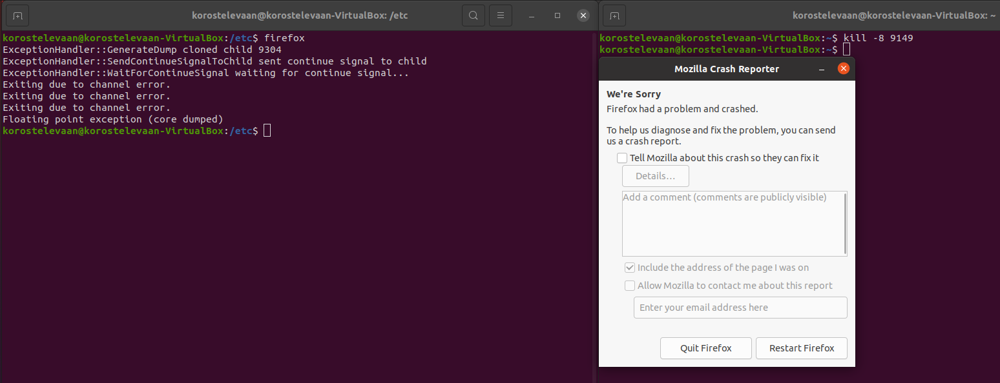 korostelevaan@korostelevaan-VirtualBox: /etc
korostelevaan@korostelevaan-VirtualBox:/etc$ firefox
ExceptionHandler::GenerateDump cloned child 9304
ExceptionHandler::SendContinueSignalToChild sent continue signal to child
ExceptionHandler::WaitForContinueSignal waiting for continue signal...
Exiting due to channel error.
Exiting due to channel error.
Exiting due to channel error.
Floating point exception (core dumped)
korostelevaan@korostelevaan-VirtualBox:/etc$
korostelevaan@korostelevaan-VirtualBox: ~
korostelevaan@korostelevaan-VirtualBox:~$ kill -8 9149
korostelevaan@korostelevaan-VirtualBox:~$
Mozilla Crash Reporter
We're Sorry
Firefox had a problem and crashed.
To help us diagnose and fix the problem, you can send
us a crash report.
Tell Mozilla about this crash so they can fix it
Details…
Add a comment (comments are publicly visible)
Include the address of the page I was on
Allow Mozilla to contact me about this report
Enter your email address here
Quit Firefox
Restart Firefox